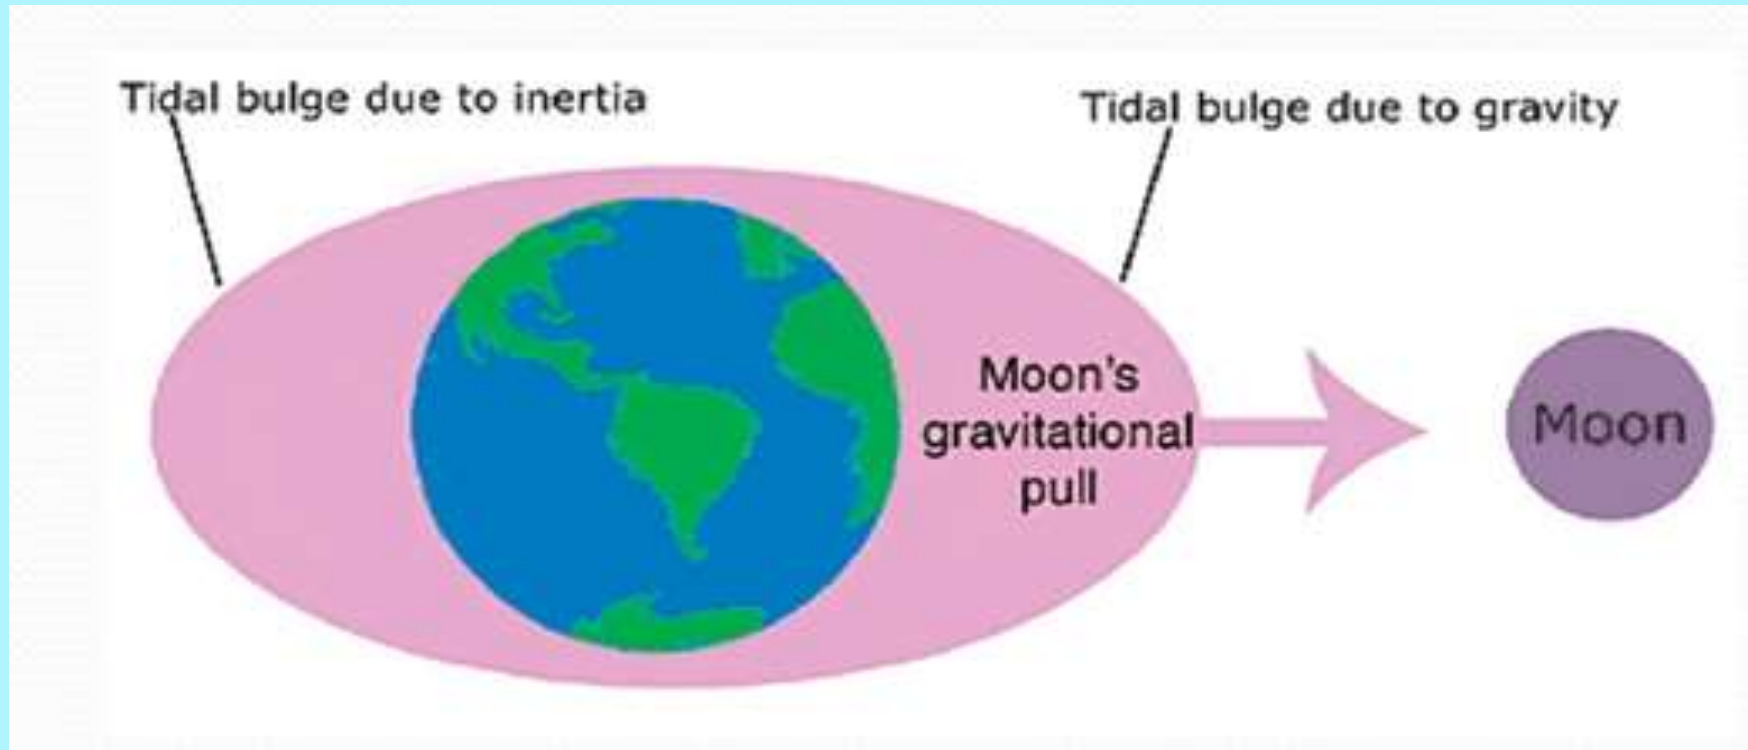 Tidal bulge due to inertia
Tidal bulge due to gravity
Moon's
gravitational
pull
Moon